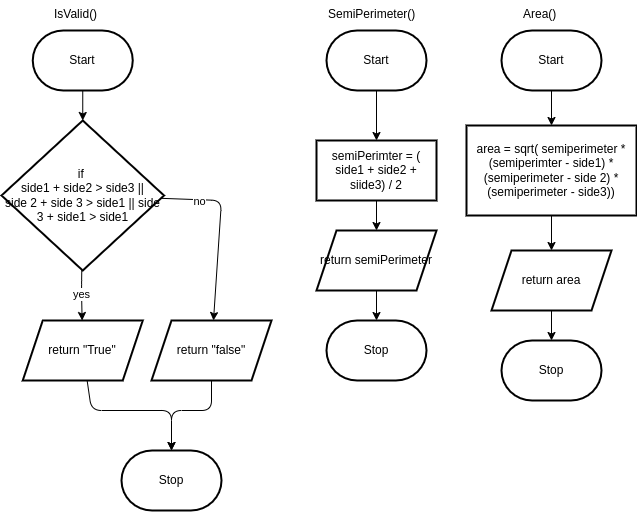 IsValid()
Start
if
side1 + side2 > side3 ||
side 2 + side 3 > side1 || side
3 + side1 > side1
no
yes
return "True"
return "false"
Stop
SemiPerimeter()
Start
semiPerimter = (
side1 + side2 +
siide3) / 2
return semiPerimeter
Stop
Area()
Start
area = sqrt( semiperimeter *
(semiperimter - side1) *
(semiperimeter - side 2) *
(semiperimeter - side3))
return area
Stop